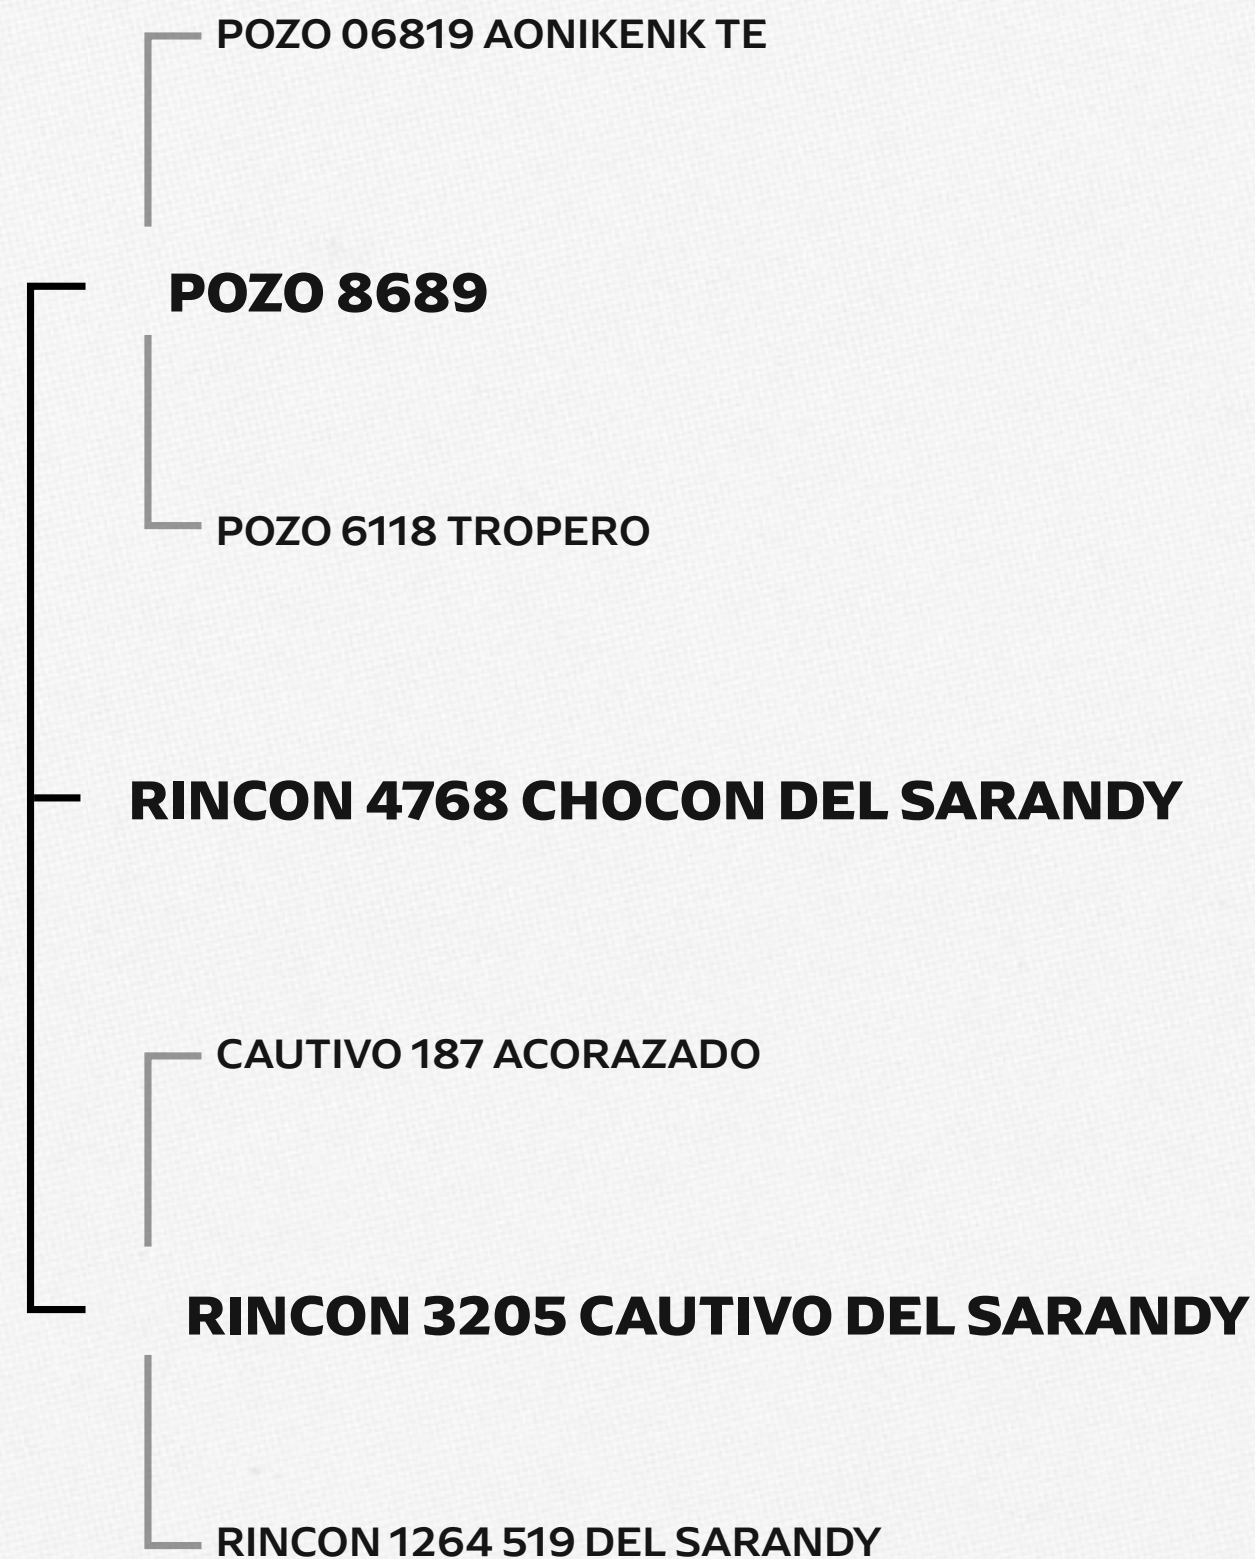 POZO 06819 AONIKENK TE
POZO 8689
POZO 6118 TROPERO
RINCON 4768 CHOCON DEL SARANDY
CAUTIVO 187 ACORAZADO
RINCON 3205 CAUTIVO DEL SARANDY
RINCON 1264 519 DEL SARANDY